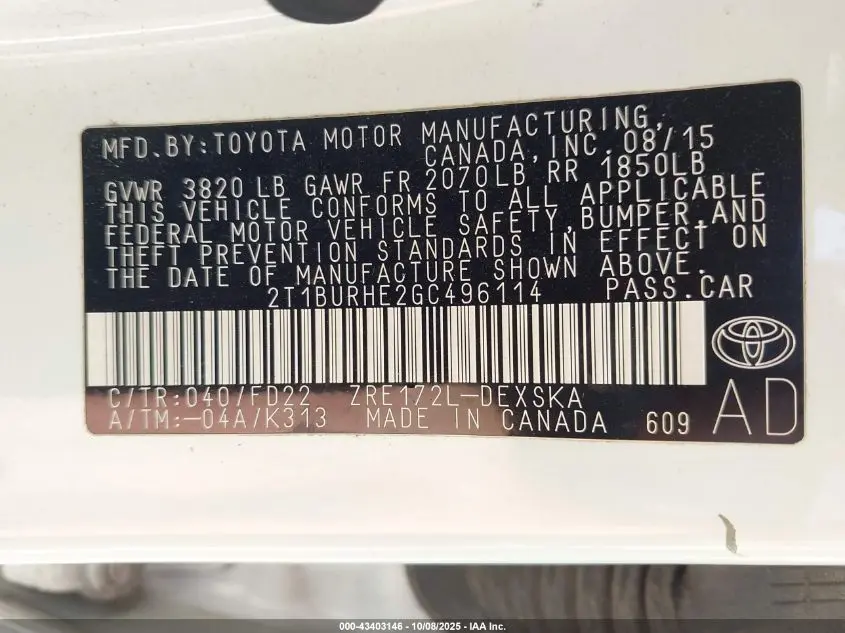 MFD.BY:TOYOTA MOTOR MANUFACTURING,
CANADA, INC. 08/15
GVWR 3820 LB GAWR FR 2070LB RR 1850LB
THIS VEHICLE CONFORMS TO ALL APPLICABLE
FEDERAL MOTOR VEHICLE SAFETY,BUMPER,AND
THEFT PREVENTION STANDARDS IN EFFECT ON
THE DATE OF MANUFACTURE SHOWN ABOVE.
2T1BURHE2GC496114 PASS.CAR
C/TR:040/FD22 ZRE172L-DEXSKA
A/TM:-04A/K313 MADE IN CANADA 609 AD
000-43403146 - 10/08/2025 - IAA Inc.